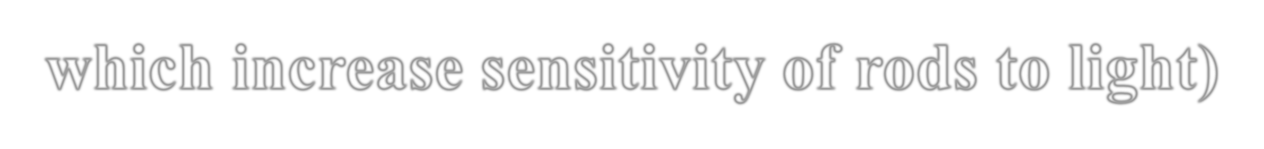 which increase sensitivity of rods to light)